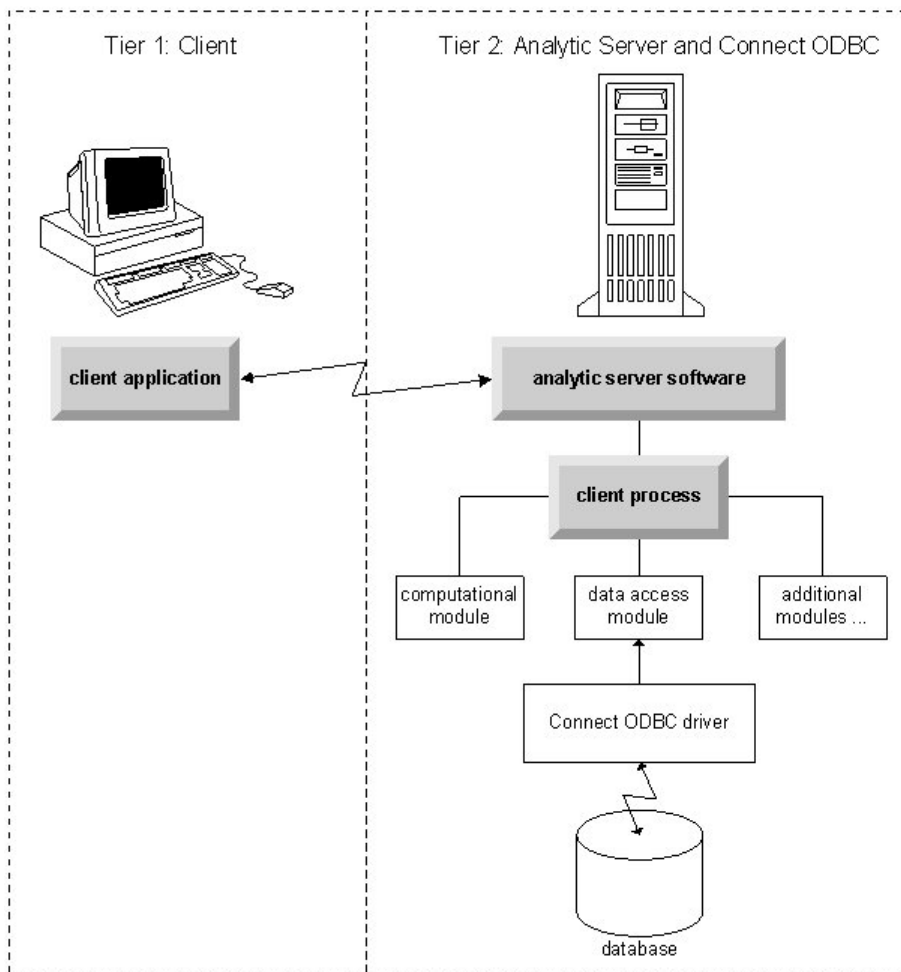 Tier 1: Client
Tier 2: Analytic Server and Connect ODBC
client application
analytic server software
client process
computational
module
data access
module
additional
modules ...
Connect ODBC driver
database